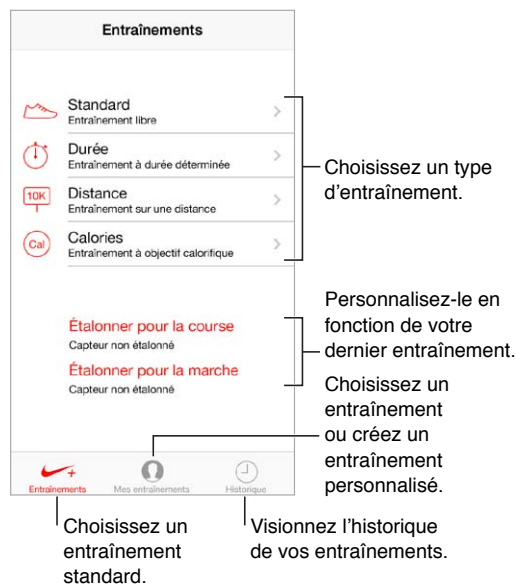 Entraînements
Standard
Entraînement libre
Durée
Entraînement à durée déterminée
10K
Distance
Entraînement sur une distance
Cal
Calories
Entraînement à objectif calorifique
Étalonner pour la course
Capteur non étalonné
Étalonner pour la marche
Capteur non étalonné
Entraînements
Mes entraînements
Historique
Choisissez un type
d’entraînement.
Personnalisez-le en
fonction de votre
dernier entraînement.
Choisissez un
entraînement
ou créez un
entraînement
personnalisé.
Choisissez un
entraînement
standard.
Visionnez l’historique
de vos entraînements.